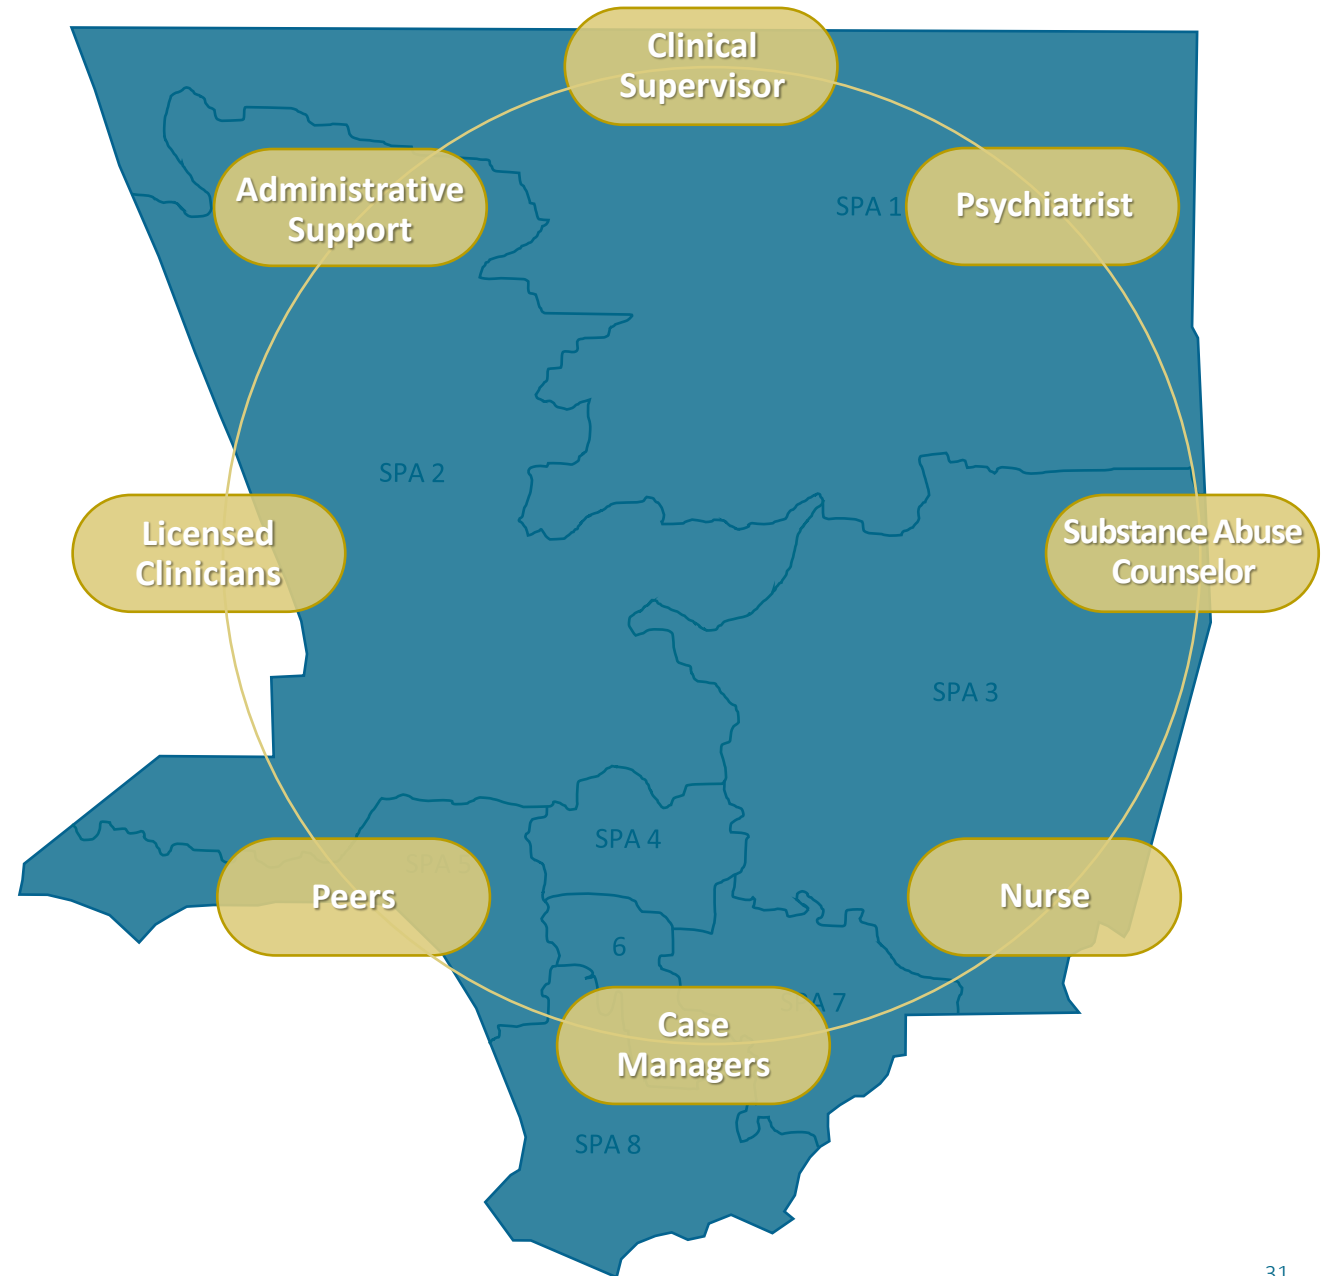 Clinical
Supervisor
Administrative
Support
SPA 1
Psychiatrist
SPA 2
Licensed
Clinicians
Substance Abuse
Counselor
SPA 3
SPA 4
Peers
Nurse
6
A 7
Case
Managers
SPA 8
31